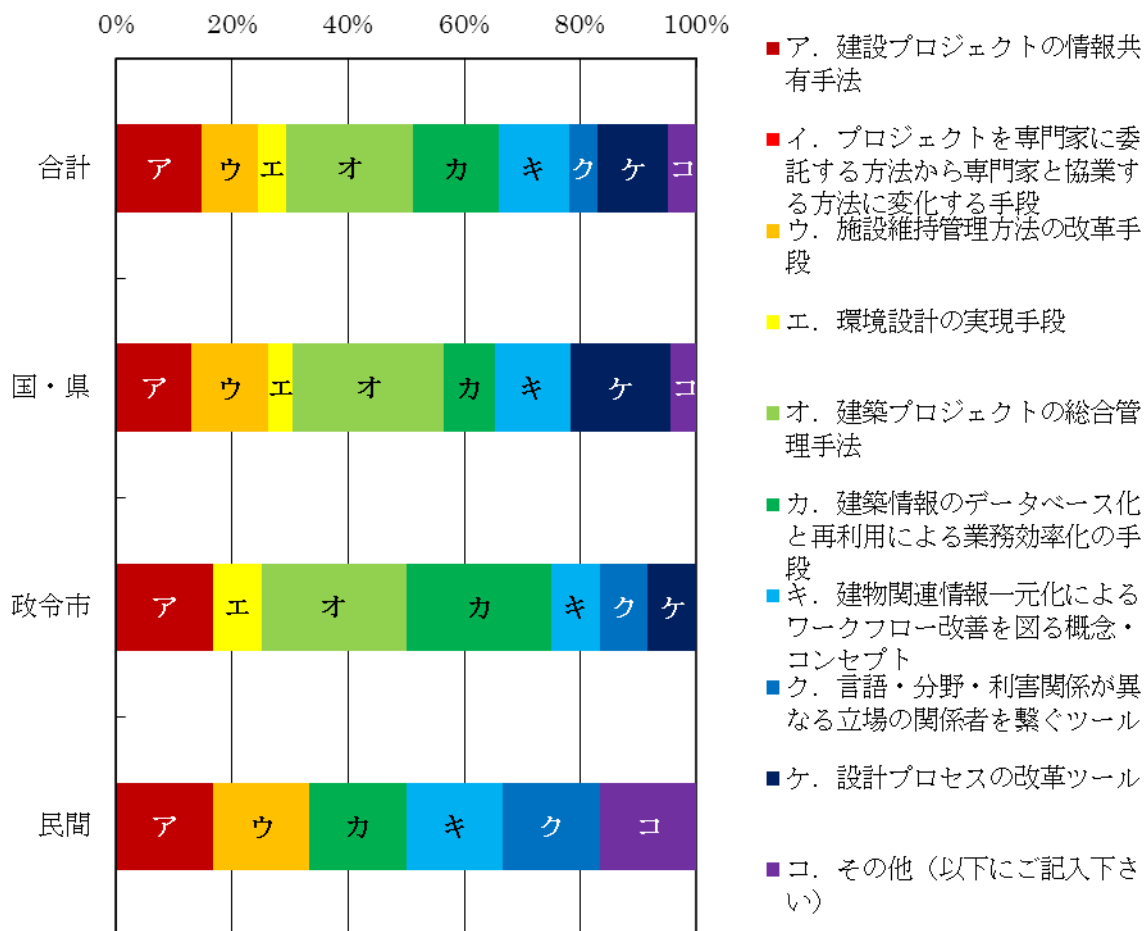 0% 20% 40% 60% 80% 100%
合計
ア ウ エ オ カ キ ク ケ コ
国・県
ア ウ エ オ カ キ ケ コ
政令市
ア エ オ カ キ ク ケ
民間
ア ウ カ キ ク コ
ア．建設プロジェクトの情報共
有手法
イ．プロジェクトを専門家に委
託する方法から専門家と協業す
る方法に変化する手段
ウ．施設維持管理方法の改革手
段
エ．環境設計の実現手段
オ．建築プロジェクトの総合管
理手法
カ．建築情報のデータベース化
と再利用による業務効率化の手
段
キ．建物関連情報一元化による
ワークフロー改善を図る概念・
コンセプト
ク．言語・分野・利害関係が異
なる立場の関係者を繋ぐツール
ケ．設計プロセスの改革ツール
コ．その他（以下にご記入下さ
い）